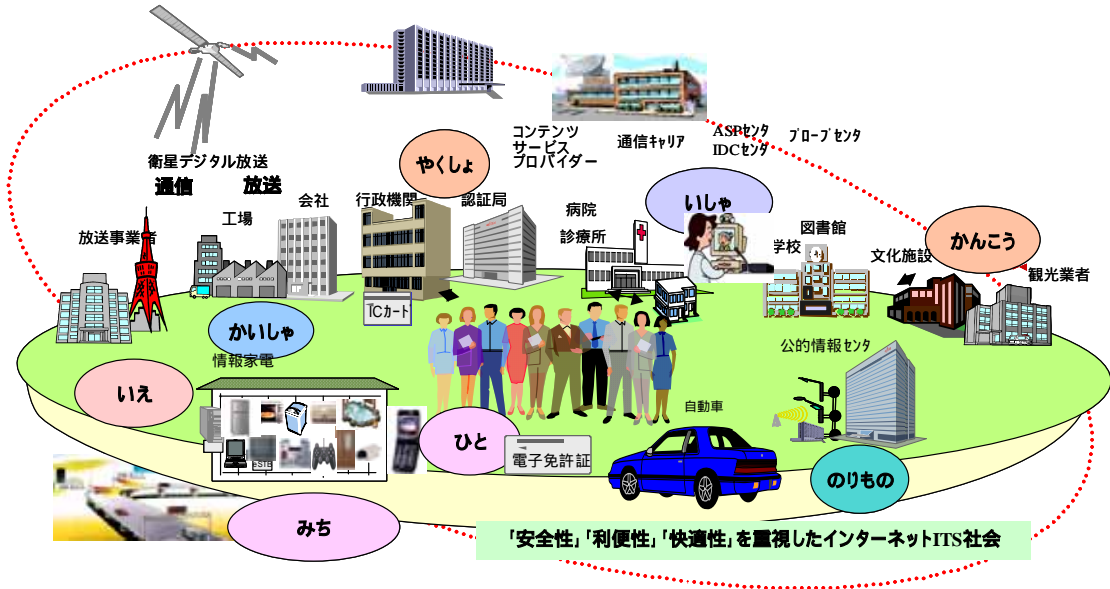 衛星デジタル放送
通信 放送
コンテンツ
サービス
プロバイダー
通信キャリア
ASPセンタ
IDCセンタ
プローブセンタ
やくしょ
いしゃ
かんこう
放送事業者
工場
会社
行政機関
認証局
病院
診療所
学校
図書館
文化施設
観光業者
ICカード
かいしゃ
情報家電
いえ
ひと
電子免許証
自動車
公的情報センタ
のりもの
みち
「安全性」「利便性」「快適性」を重視したインターネットITS社会